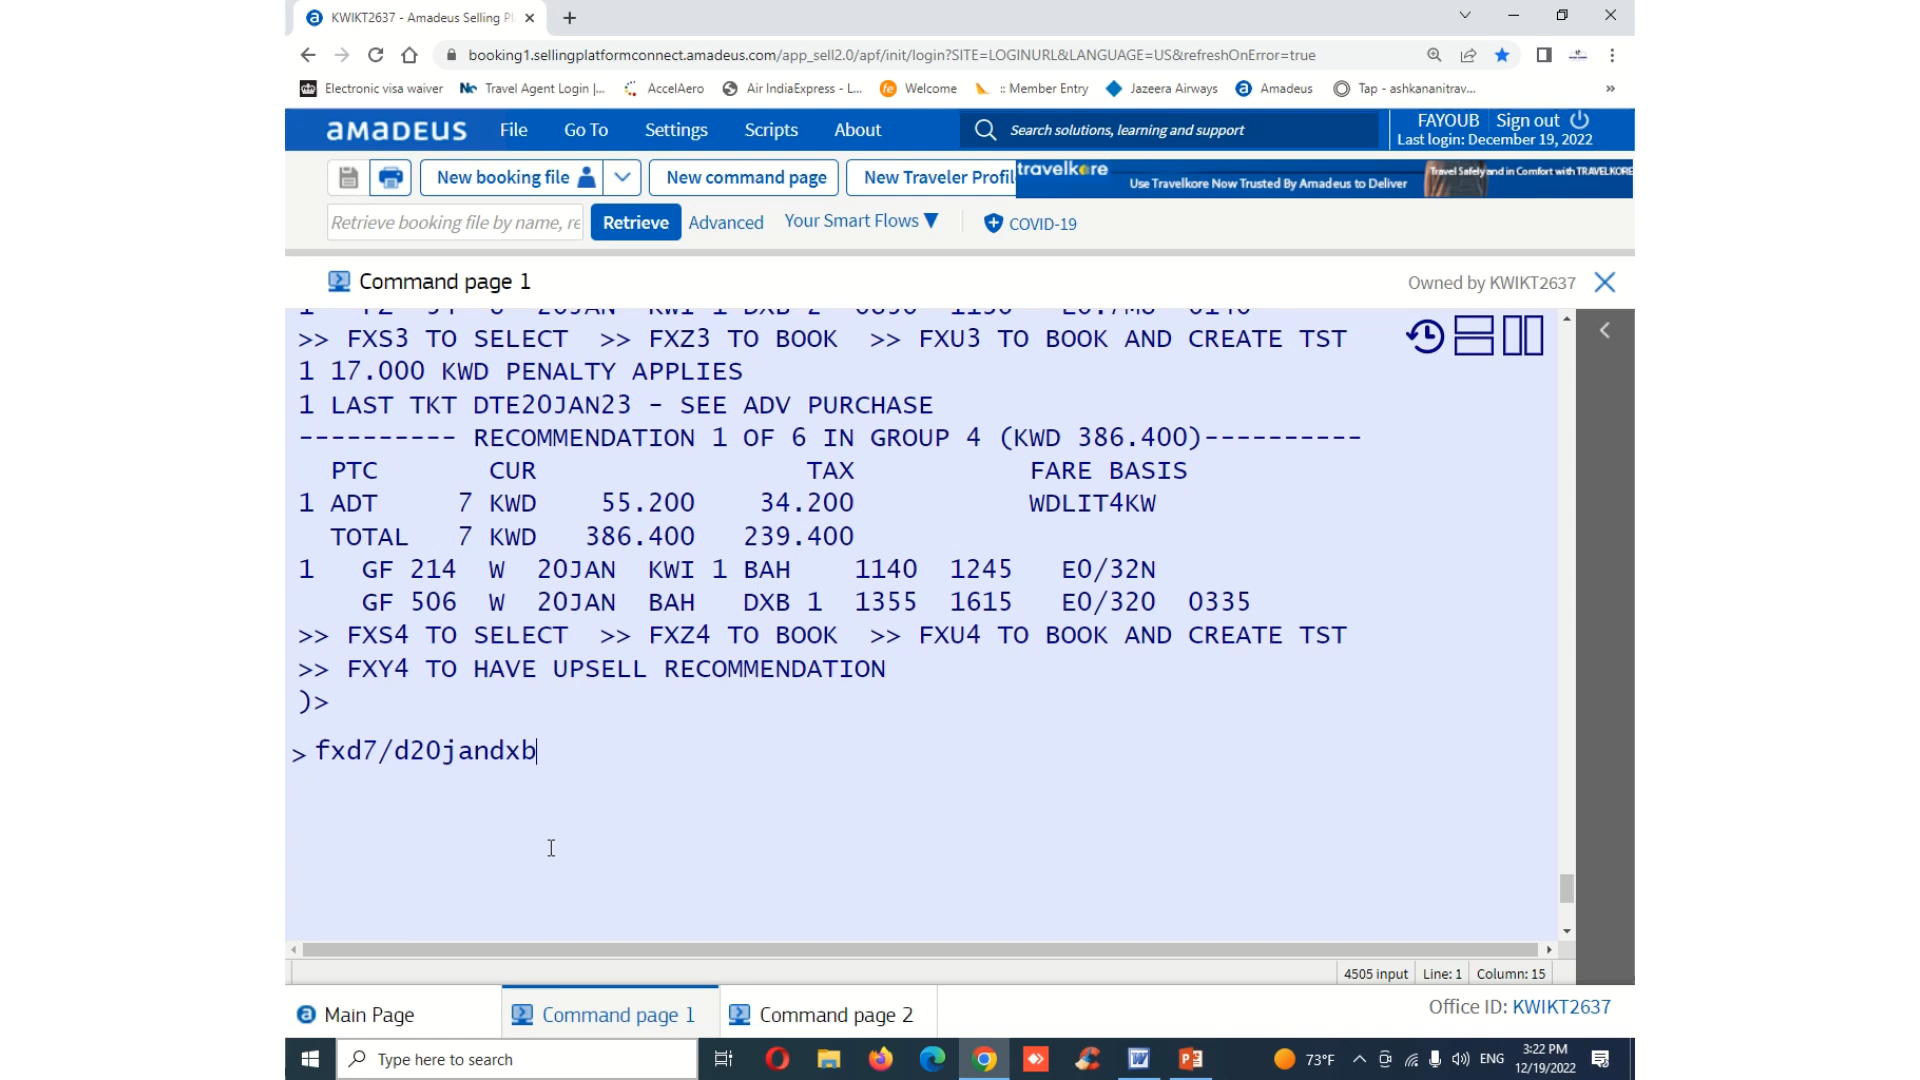 KWIKT2637 - Amadeus Selling Pl
booking1.sellingplatformconnect.amadeus.com/app_sell2.0/apf/init/login?SITE=LOGINURL&LANGUAGE=US&refreshOnError=true
Electronic visa waiver Travel Agent Login |... AccelAero Air IndiaExpress - L... Welcome :: Member Entry Jazeera Airways Amadeus Tap - ashkananitrav... »
amadeus File Go To Settings Scripts About Search solutions, learning and support FAYOUB Sign out
Last login: December 19, 2022
New booking file New command page New Traveler Profil travelkore Use Travelkore Now Trusted By Amadeus to Deliver Travel Safely and in Comfort with TRAVELKORE
Retrieve booking file by name, re Retrieve Advanced Your Smart Flows COVID-19
Command page 1 Owned by KWIKT2637
>> FXS3 TO SELECT >> FXZ3 TO BOOK >> FXU3 TO BOOK AND CREATE TST
1 17.000 KWD PENALTY APPLIES
1 LAST TKT DTE20JAN23 - SEE ADV PURCHASE
---------- RECOMMENDATION 1 OF 6 IN GROUP 4 (KWD 386.400)----------
PTC CUR TAX FARE BASIS
1 ADT 7 KWD 55.200 34.200 WDLIT4KW
TOTAL 7 KWD 386.400 239.400
1 GF 214 W 20JAN KWI 1 BAH 1140 1245 E0/32N
GF 506 W 20JAN BAH DXB 1 1355 1615 E0/320 0335
>> FXS4 TO SELECT >> FXZ4 TO BOOK >> FXU4 TO BOOK AND CREATE TST
>> FXY4 TO HAVE UPSELL RECOMMENDATION
)>
> fxd7/d20jandxb
4505 input Line: 1 Column: 15
Main Page Command page 1 Command page 2 Office ID: KWIKT2637
Type here to search 73°F ENG 3:22 PM
12/19/2022